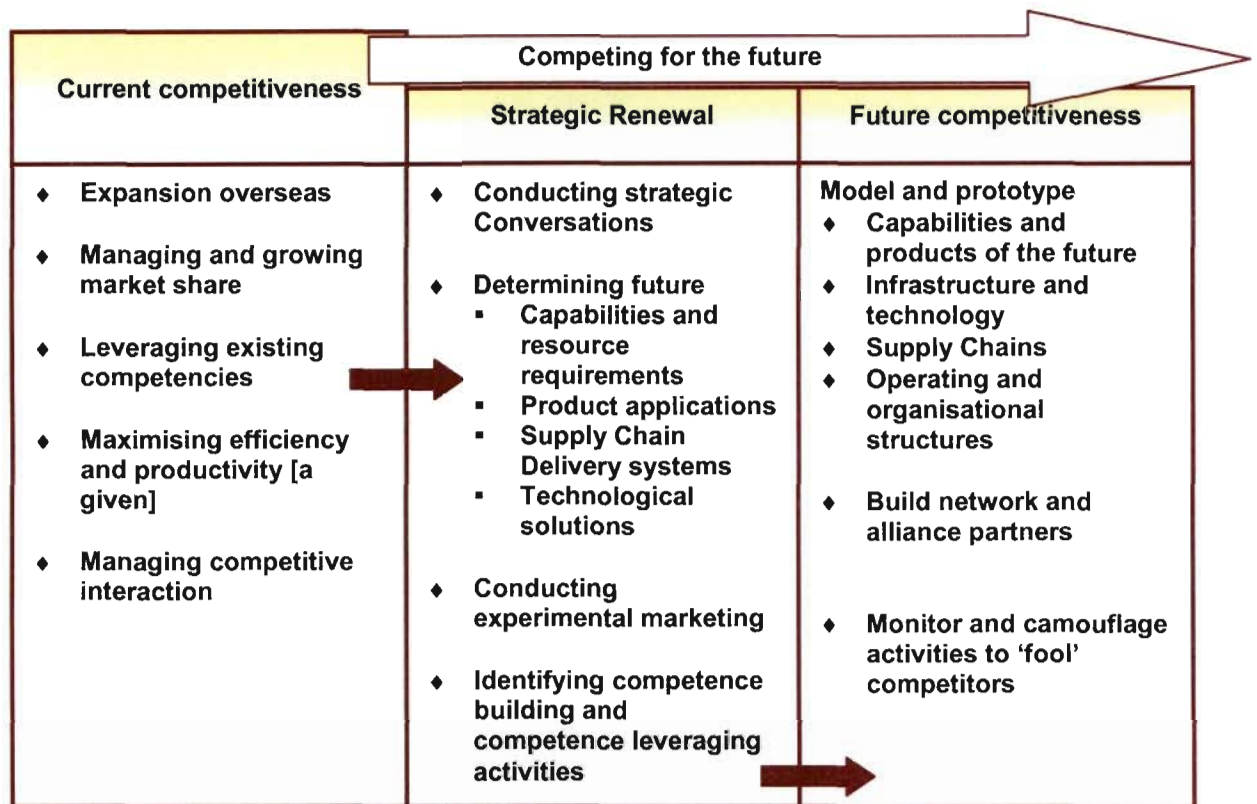 Competing for the future
Current competitiveness
Strategic Renewal
Future competitiveness
♦ Expansion overseas
♦ Managing and growing
market share
♦ Leveraging existing
competencies
♦ Maximising efficiency
and productivity [a
given]
♦ Managing competitive
interaction
♦ Conducting strategic
Conversations
♦ Determining future
▪ Capabilities and
resource
requirements
▪ Product applications
▪ Supply Chain
Delivery systems
▪ Technological
solutions
♦ Conducting
experimental marketing
♦ Identifying competence
building and
competence leveraging
activities
Model and prototype
♦ Capabilities and
products of the future
♦ Infrastructure and
technology
♦ Supply Chains
♦ Operating and
organisational
structures
♦ Build network and
alliance partners
♦ Monitor and camouflage
activities to ‘fool’
competitors